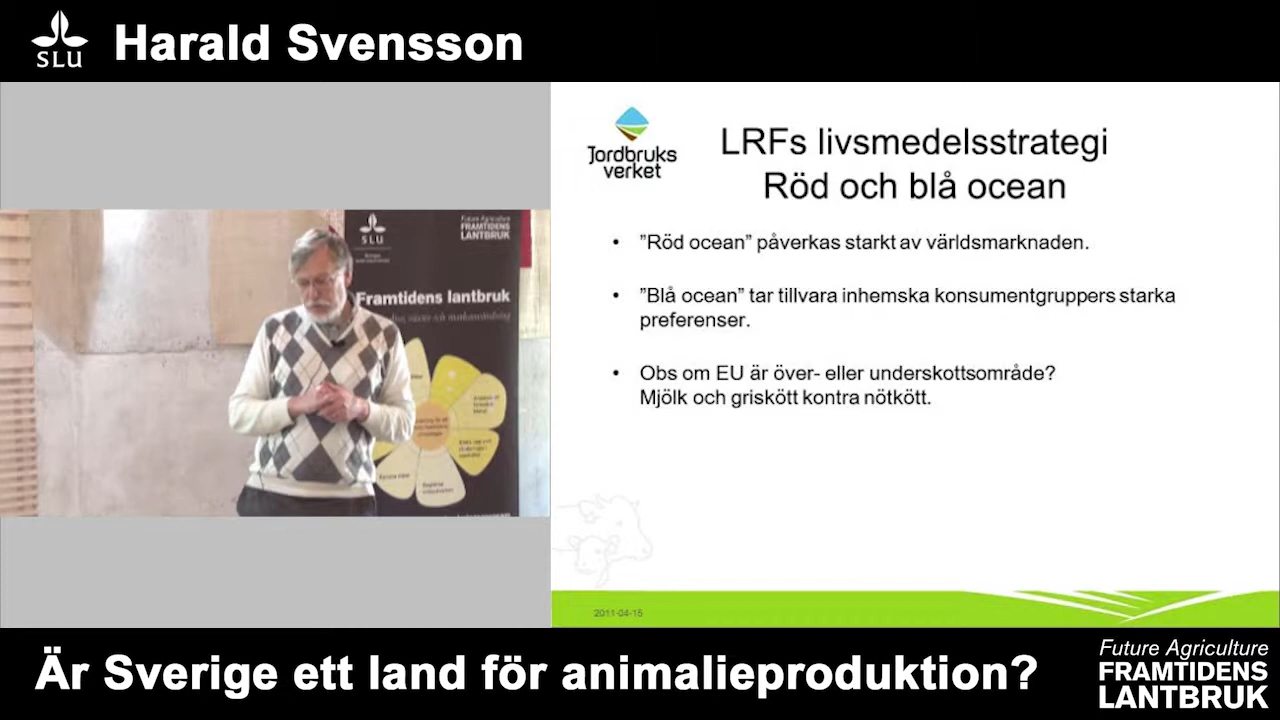 SLU
Harald Svensson
Jordbruks
verket
LRFs livsmedelsstrategi
Röd och blå ocean
• ”Röd ocean” påverkas starkt av världsmarknaden.
• ”Blå ocean” tar tillvara inhemska konsumentgruppers starka
preferenser.
• Obs om EU är över- eller underskottsområde?
Mjölk och griskött kontra nötkött.
2011-04-15
SLU
Future Agriculture
FRAMTIDENS
LANTBRUK
Framtidens lantbruk
Är Sverige ett land för animalieproduktion?
Future Agriculture
FRAMTIDENS
LANTBRUK